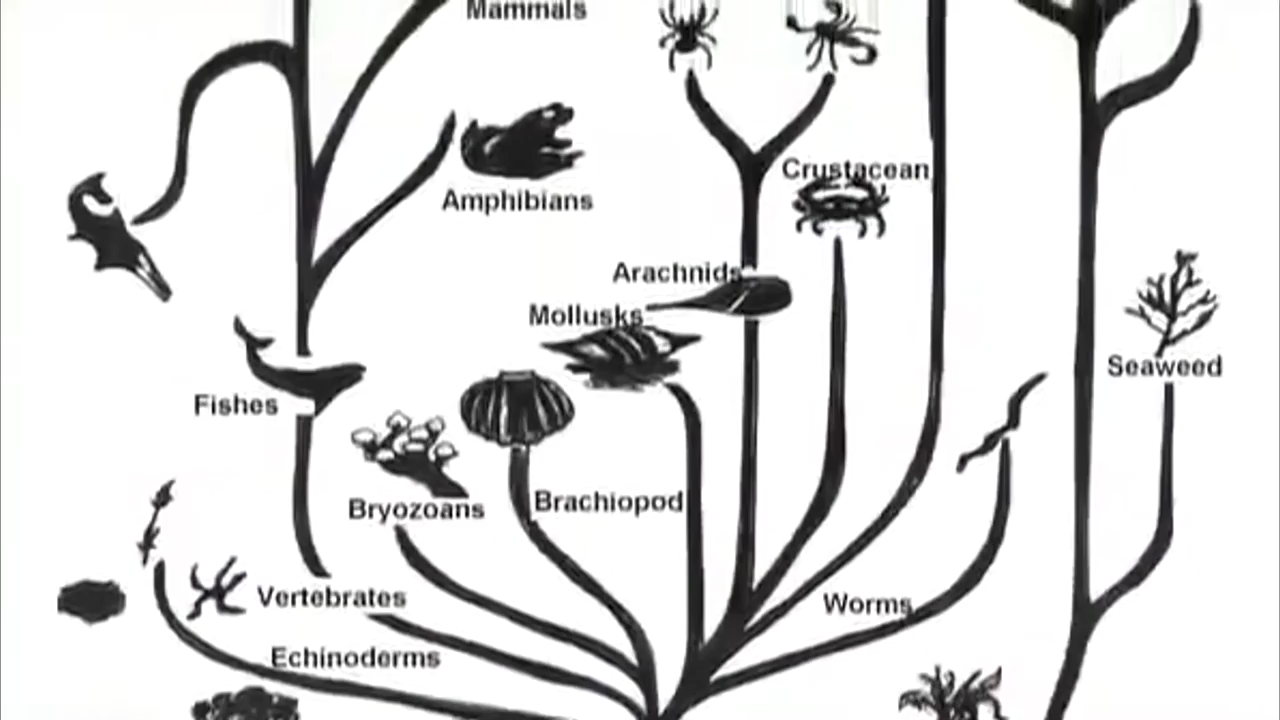 Mammals
Amphibians
Crustacean
Arachnids
Mollusks
Fishes
Seaweed
Bryozoans
Brachiopod
Vertebrates
Worms
Echinoderms